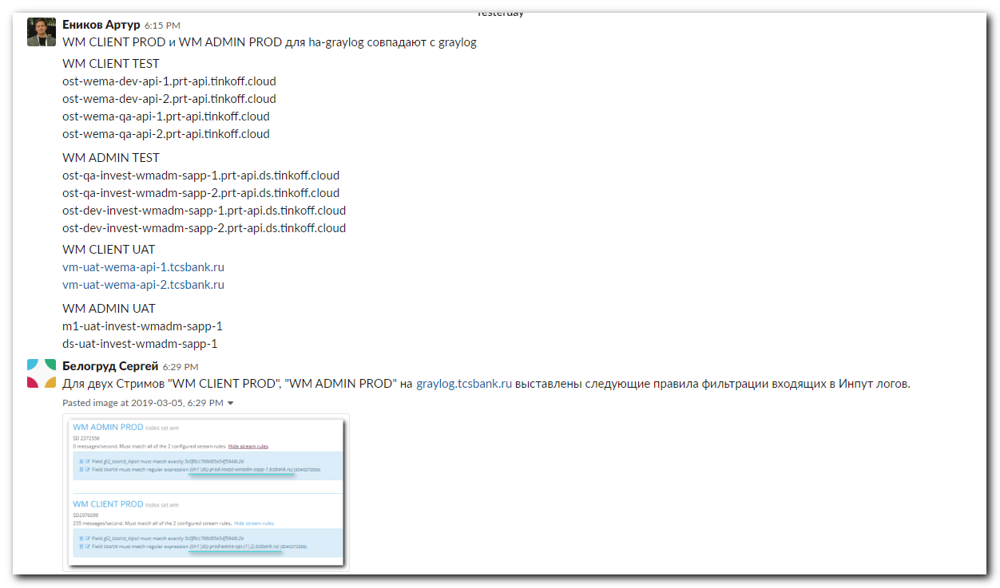 Yesterday
Еников Артур 6:15 PM
WM CLIENT PROD и WM ADMIN PROD для ha-graylog совпадают с graylog
WM CLIENT TEST
ost-wema-dev-api-1.prt-api.tinkoff.cloud
ost-wema-dev-api-2.prt-api.tinkoff.cloud
ost-wema-qa-api-1.prt-api.tinkoff.cloud
ost-wema-qa-api-2.prt-api.tinkoff.cloud
WM ADMIN TEST
ost-qa-invest-wmadm-sapp-1.prt-api.ds.tinkoff.cloud
ost-qa-invest-wmadm-sapp-2.prt-api.ds.tinkoff.cloud
ost-dev-invest-wmadm-sapp-1.prt-api.ds.tinkoff.cloud
ost-dev-invest-wmadm-sapp-2.prt-api.ds.tinkoff.cloud
WM CLIENT UAT
vm-uat-wema-api-1.tcsbank.ru
vm-uat-wema-api-2.tcsbank.ru
WM ADMIN UAT
m1-uat-invest-wmadm-sapp-1
ds-uat-invest-wmadm-sapp-1
Белогруд Сергей 6:29 PM
Для двух Стримов "WM CLIENT PROD", "WM ADMIN PROD" на graylog.tcsbank.ru выставлены следующие правила фильтрации входящих в Инпут логов.
Pasted image at 2019-03-05, 6:29 PM
WM ADMIN PROD Index set wm
SD 2372556
0 messages/second. Must match all of the 2 configured stream rules. Hide stream rules
Field gl2_source_input must match exactly
Field source must match regular expression ((m1|ds)-prod-invest-wmadm-sapp-1.tcsbank.ru) (SD#2372556)
WM CLIENT PROD Index set wm
SD2076099
235 messages/second. Must match all of the 2 configured stream rules. Hide stream rules
Field gl2_source_input must match exactly
Field source must match regular expression ((m1|ds)-prod-wema-api-(1|2).tcsbank.ru) (SD#2372556)